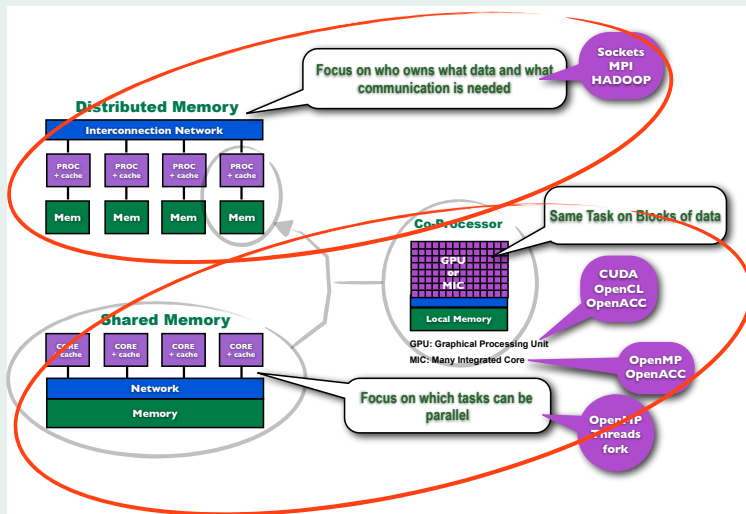 Focus on who owns what data and what
communication is needed
Sockets
MPI
HADOOP
Distributed Memory
Interconnection Network
PROC
+ cache
PROC
+ cache
PROC
+ cache
PROC
+ cache
Mem
Mem
Mem
Mem
Co-Processor
Same Task on Blocks of data
GPU
or
MIC
Local Memory
CUDA
OpenCL
OpenACC
GPU: Graphical Processing Unit
MIC: Many Integrated Core
OpenMP
OpenACC
Shared Memory
CORE
+ cache
CORE
+ cache
CORE
+ cache
CORE
+ cache
Network
Memory
Focus on which tasks can be
parallel
OpenMP
Threads
fork